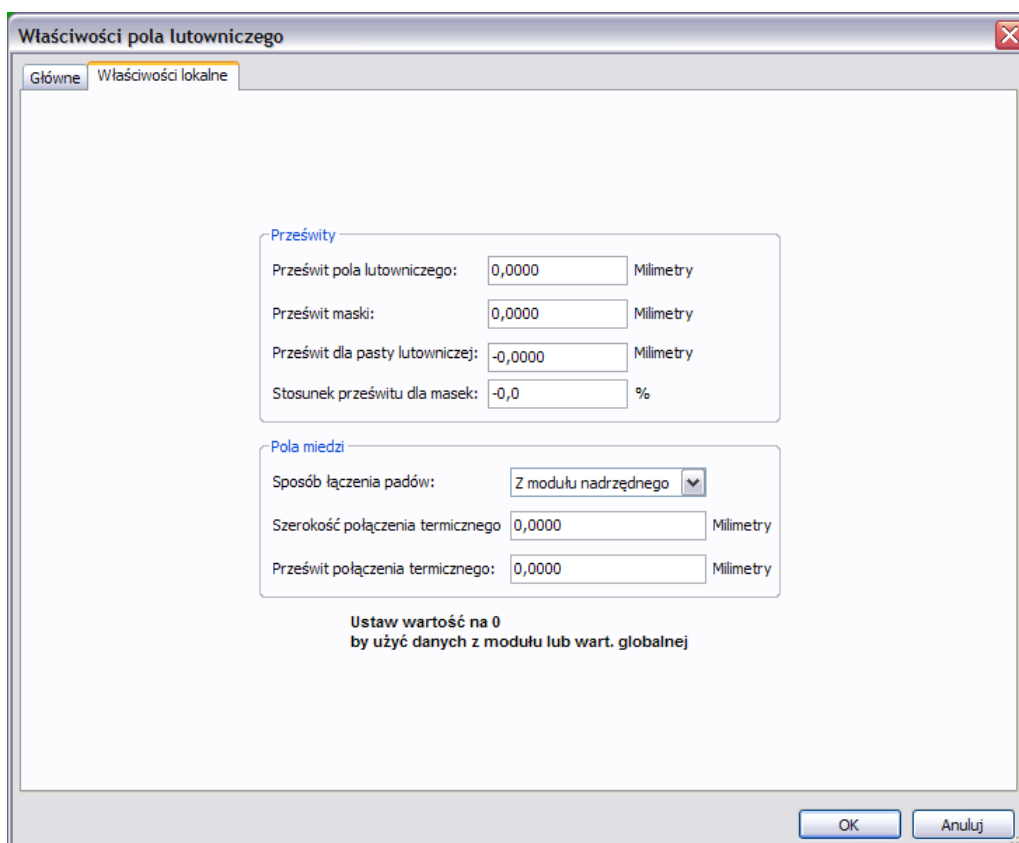 Właściwości pola lutowniczego
Główne Właściwości lokalne
Prześwity
Prześwit pola lutowniczego: 0,0000 Milimetry
Prześwit maski: 0,0000 Milimetry
Prześwit dla pasty lutowniczej: -0,0000 Milimetry
Stosunek prześwitu dla masek: -0,0 %
Pola miedzi
Sposób łączenia padów: Z modułu nadrzędnego
Szerokość połączenia termicznego 0,0000 Milimetry
Prześwit połączenia termicznego: 0,0000 Milimetry
Ustaw wartość na 0
by użyć danych z modułu lub wart. globalnej
OK Anuluj